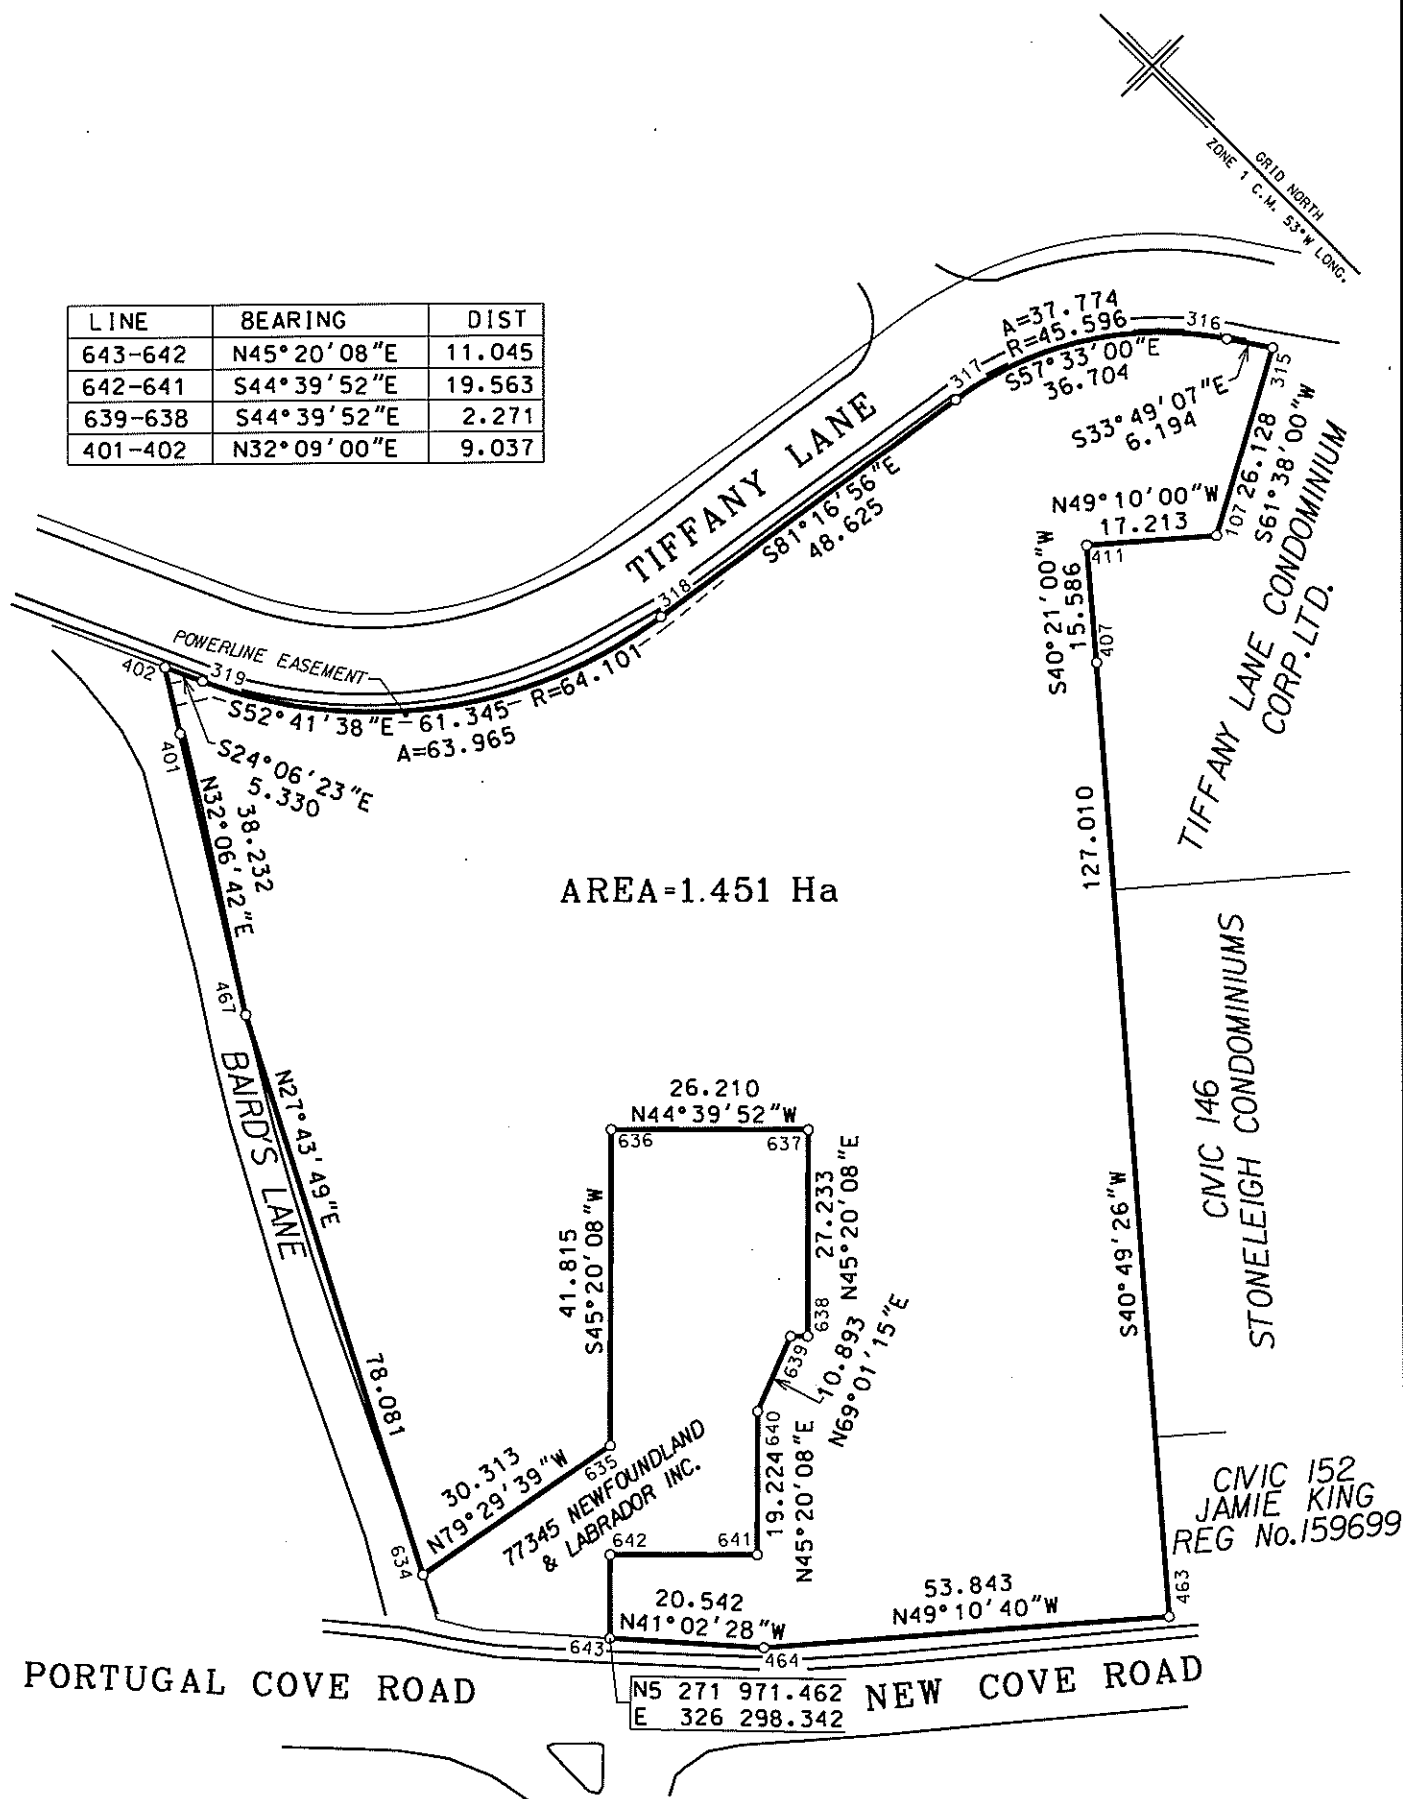 GRID NORTH
ZONE 1 C.M. 53°W LONG.
LINE BEARING DIST
643-642 N45°20'08"E 11.045
642-641 S44°39'52"E 19.563
639-638 S44°39'52"E 2.271
401-402 N32°09'00"E 9.037
A=37.774
R=45.596
316
317
S57°33'00"E
36.704
315
S33°49'07"E
6.194
TIFFANY LANE
S81°16'56"E
48.625
318
N49°10'00"W
17.213
107
26.128
S61°38'00"W
411
S40°21'00"W
15.586
407
TIFFANY LANE CONDOMINIUM
CORP.LTD.
POWERLINE EASEMENT
402
319
S52°41'38"E
61.345
R=64.101
A=63.965
401
S24°06'23"E
5.330
38.232
N32°06'42"E
127.010
AREA=1.451 Ha
467
BAIRD'S LANE
N27°43'49"E
78.081
26.210
N44°39'52"W
636
637
41.815
S45°20'08"W
27.233
N45°20'08"E
638
639
10.893
N69°01'15"E
640
S40°49'26"W
CIVIC 146
STONELEIGH CONDOMINIUMS
30.313
N79°29'39"W
635
77345 NEWFOUNDLAND
& LABRADOR INC.
19.224
N45°20'08"E
634
642
641
CIVIC 152
JAMIE KING
REG No.159699
463
20.542
N41°02'28"W
53.843
N49°10'40"W
643
464
PORTUGAL COVE ROAD
N5 271 971.462
E 326 298.342
NEW COVE ROAD